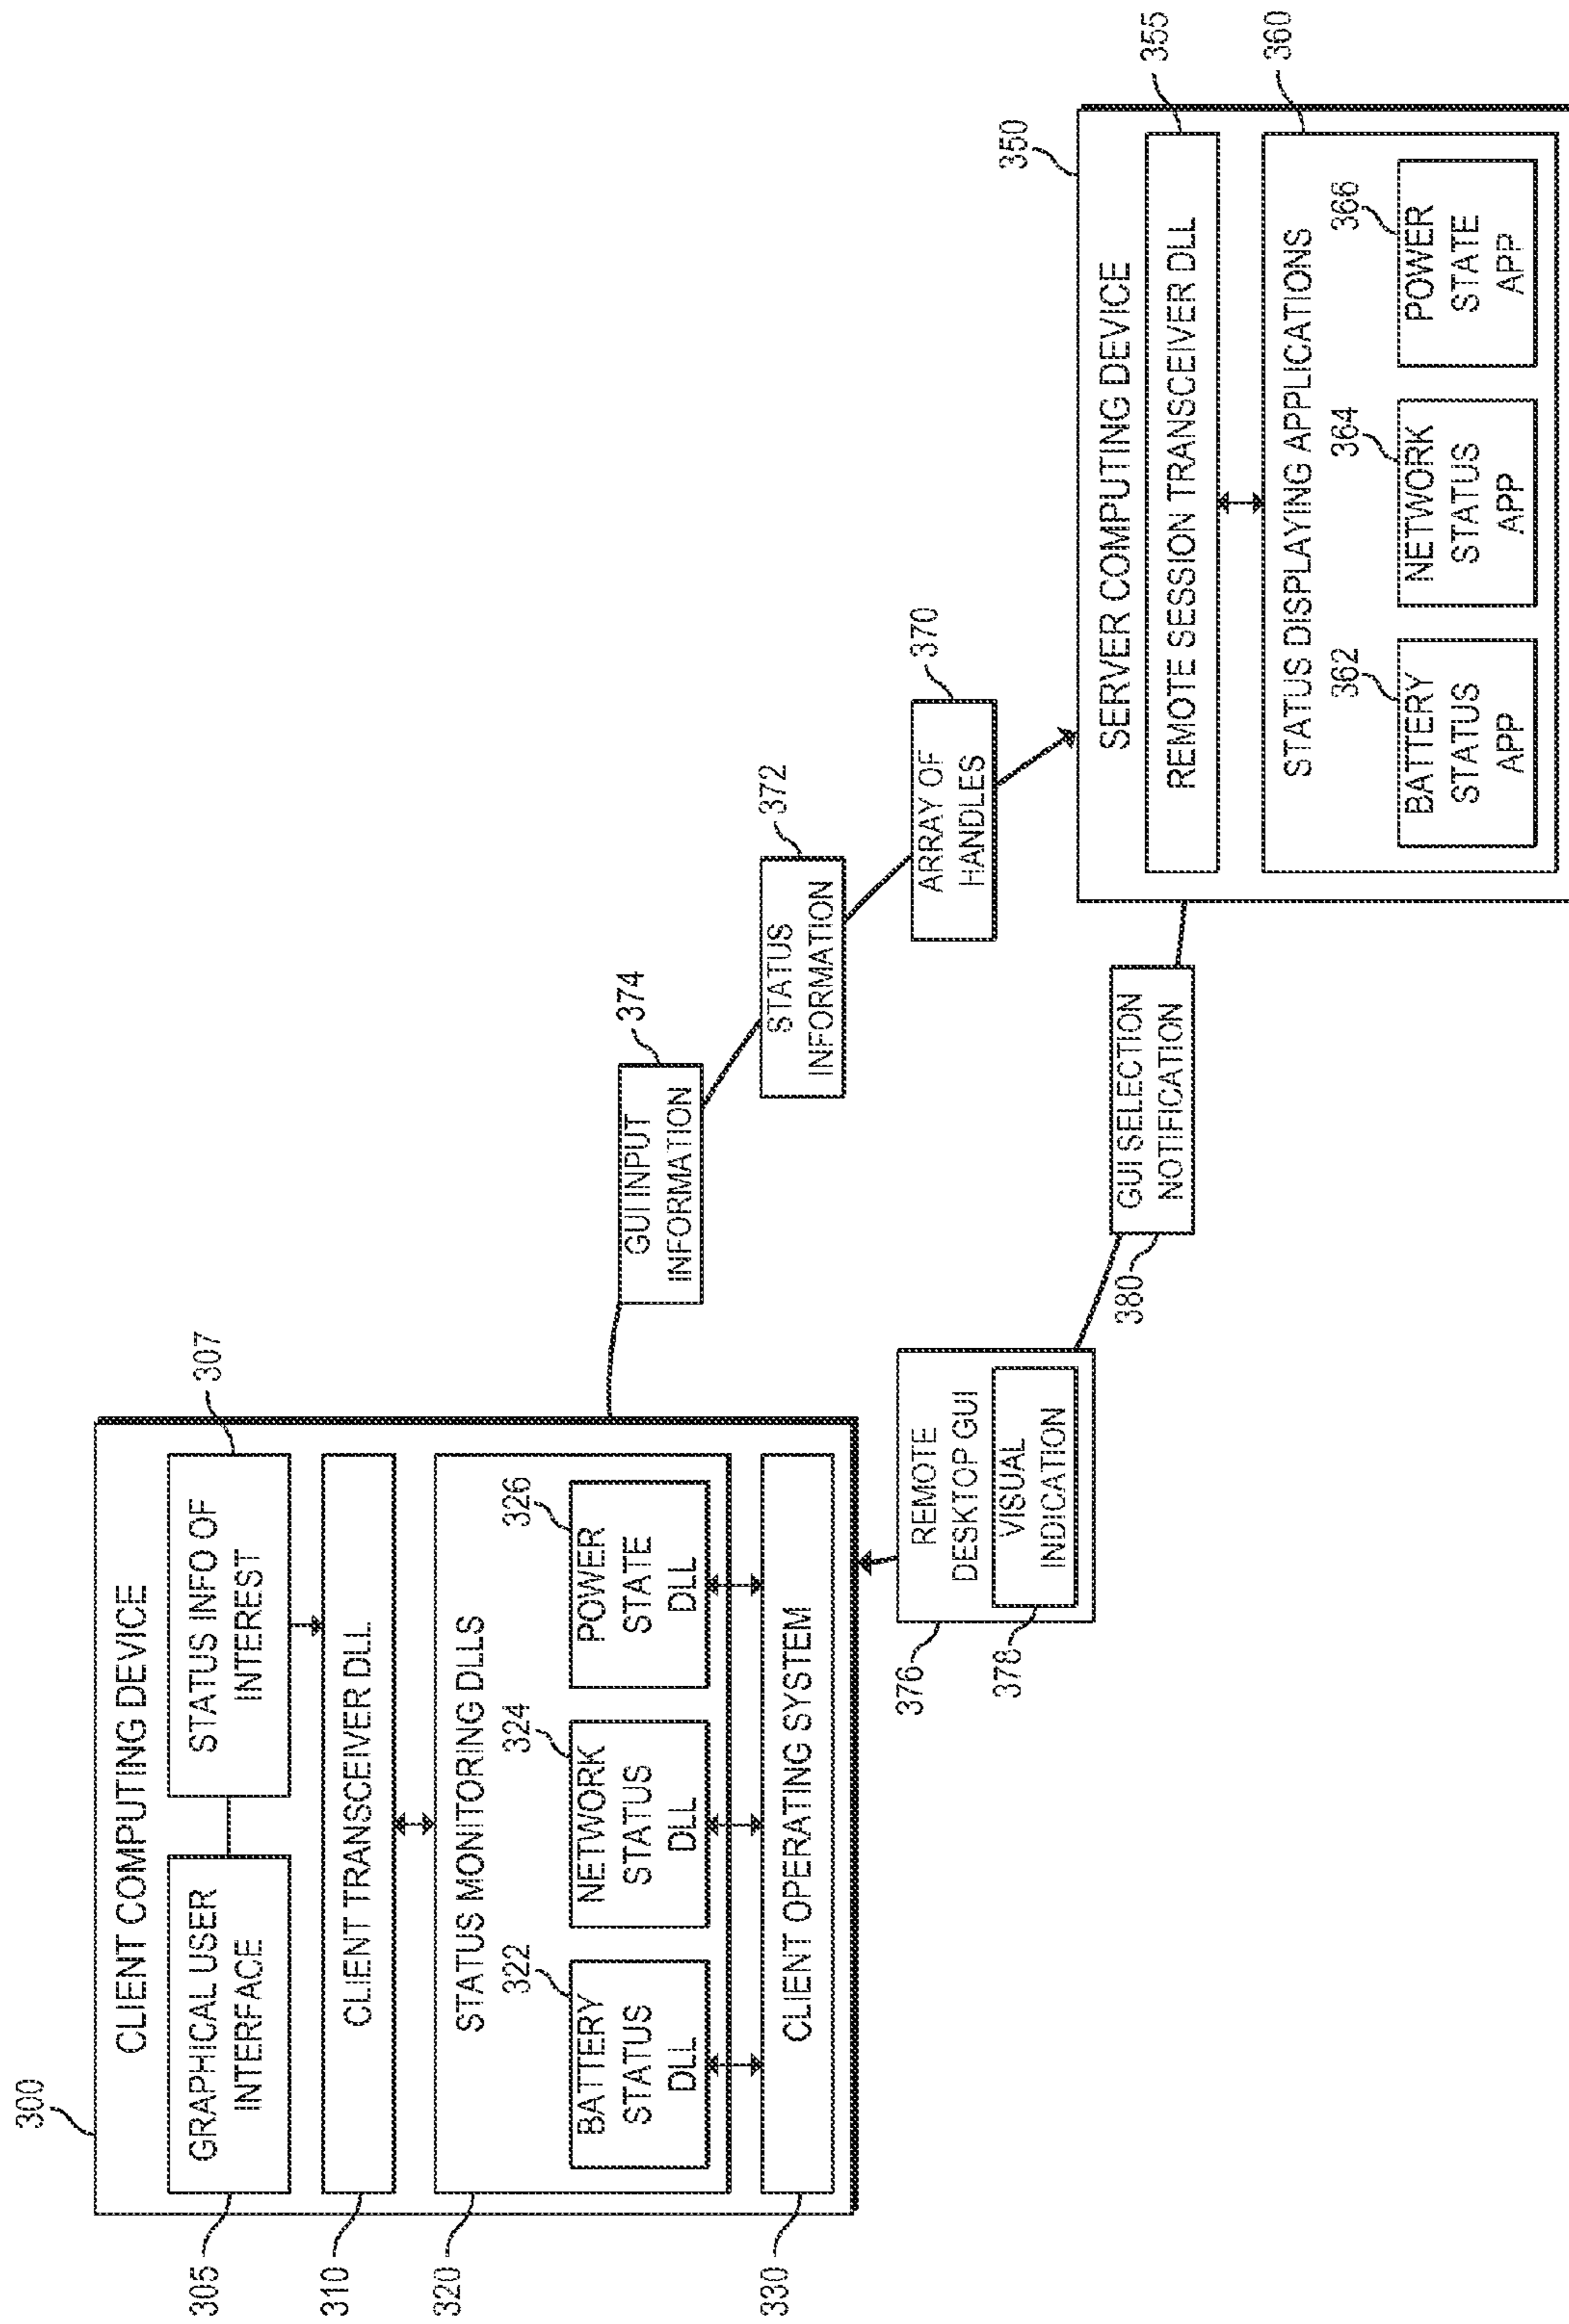 300
CLIENT COMPUTING DEVICE
305
GRAPHICAL USER
INTERFACE
307
STATUS INFO OF
INTEREST
310
CLIENT TRANSCEIVER DLL
320
STATUS MONITORING DLLS
322
BATTERY
STATUS
DLL
324
NETWORK
STATUS
DLL
326
POWER
STATE
DLL
330
CLIENT OPERATING SYSTEM
374
GUI INPUT
INFORMATION
372
STATUS
INFORMATION
370
ARRAY OF
HANDLES
376
REMOTE
DESKTOP GUI
378
VISUAL
INDICATION
380
GUI SELECTION
NOTIFICATION
350
SERVER COMPUTING DEVICE
355
REMOTE SESSION TRANSCEIVER DLL
360
STATUS DISPLAYING APPLICATIONS
362
BATTERY
STATUS
APP
364
NETWORK
STATUS
APP
366
POWER
STATE
APP